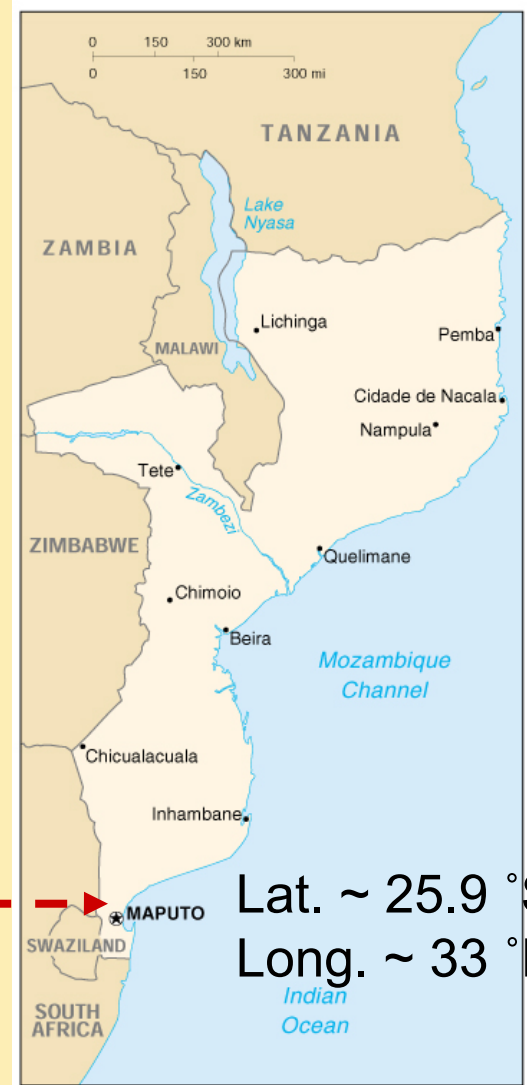 0 150 300 km
0 150 300 mi
TANZANIA
Lake
Nyasa
ZAMBIA
Lichinga
Pemba
MALAWI
Cidade de Nacala
Nampula
Tete
Zambezi
ZIMBABWE
Quelimane
Chimoio
Beira
Mozambique
Channel
Chicualacuala
Inhambane
Lat. ~ 25.9 ˚S
MAPUTO
SWAZILAND
Long. ~ 33 ˚
SOUTH
AFRICA
Indian
Ocean